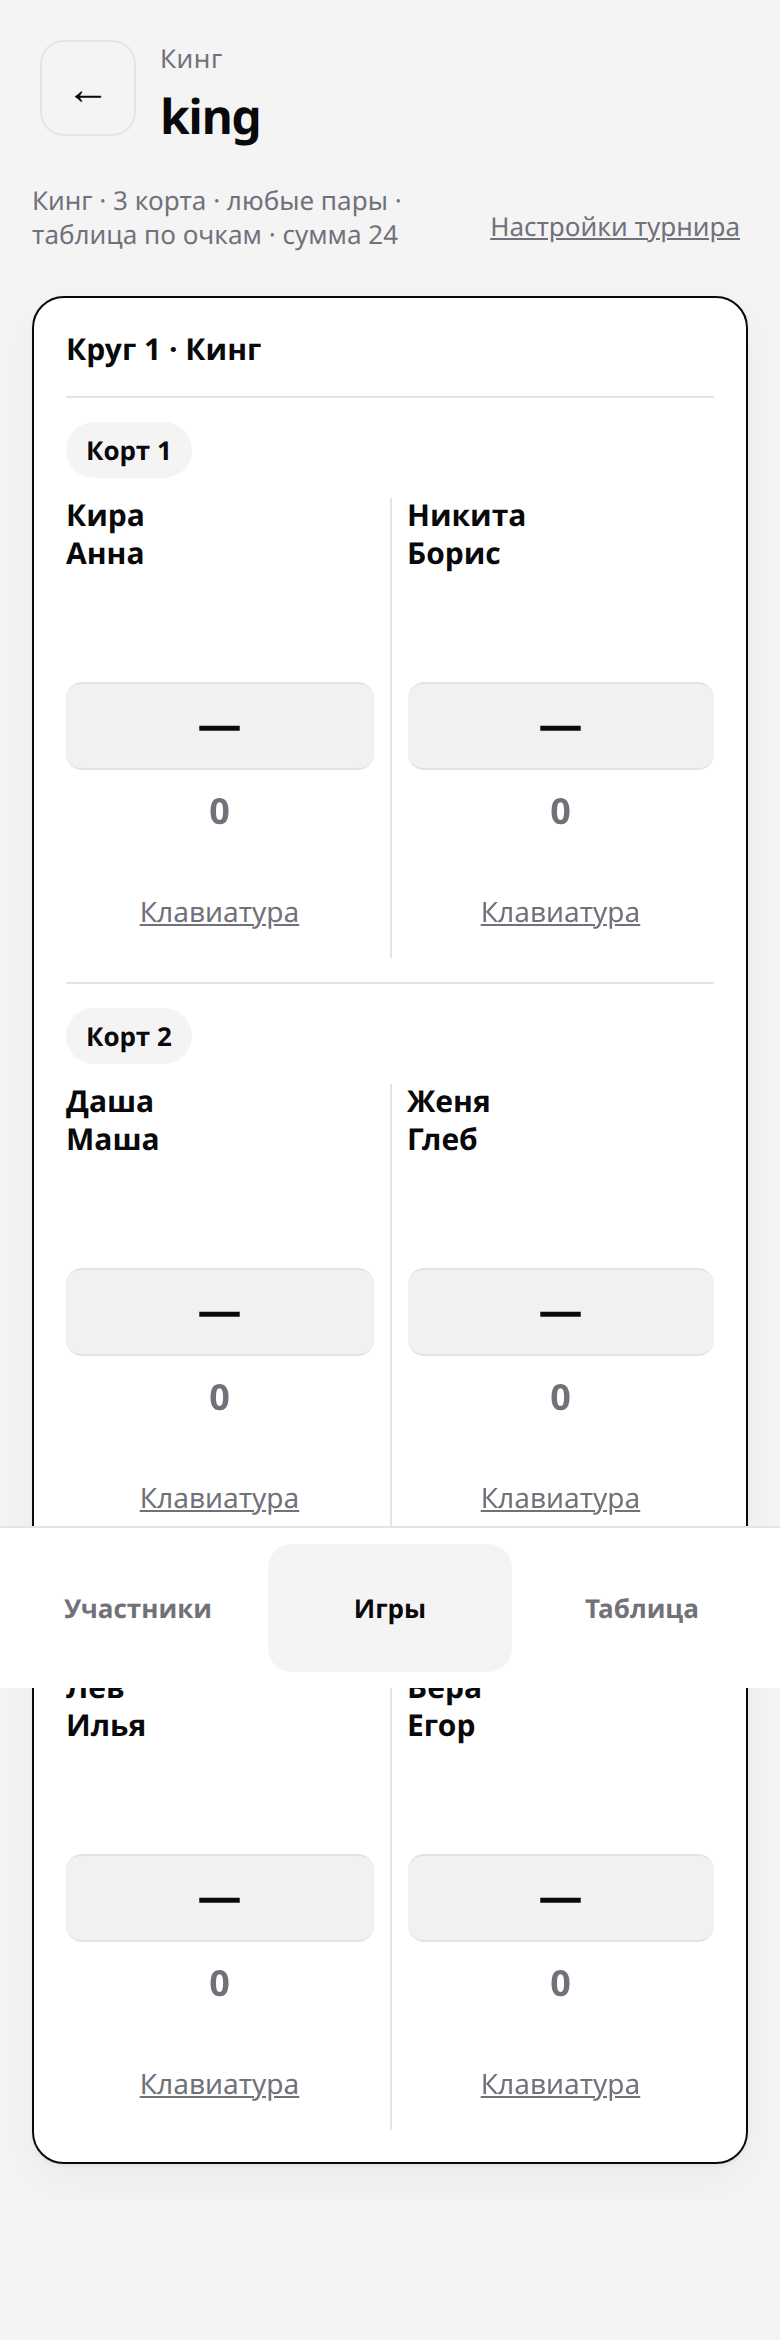 ←
Кинг
king
Кинг · 3 корта · любые пары ·
таблица по очкам · сумма 24
Настройки турнира
Круг 1 · Кинг
Корт 1
Кира
Анна
Никита
Борис
—
—
0
0
Клавиатура
Клавиатура
Корт 2
Даша
Маша
Женя
Глеб
—
—
0
0
Клавиатура
Клавиатура
Участники
Игры
Таблица
Лев
Илья
Вера
Егор
—
—
0
0
Клавиатура
Клавиатура